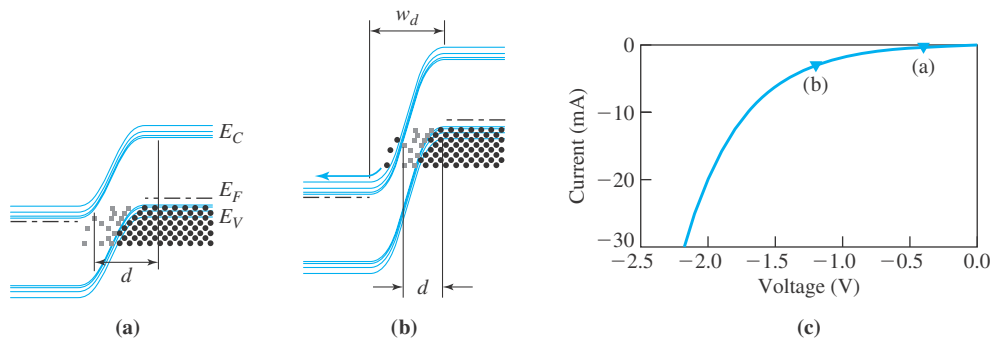 E_C
E_F
E_V
d
(a)
w_d
d
(b)
0
−10
−20
−30
Current (mA)
(a)
(b)
−2.5 −2.0 −1.5 −1.0 −0.5 0.0
Voltage (V)
(c)